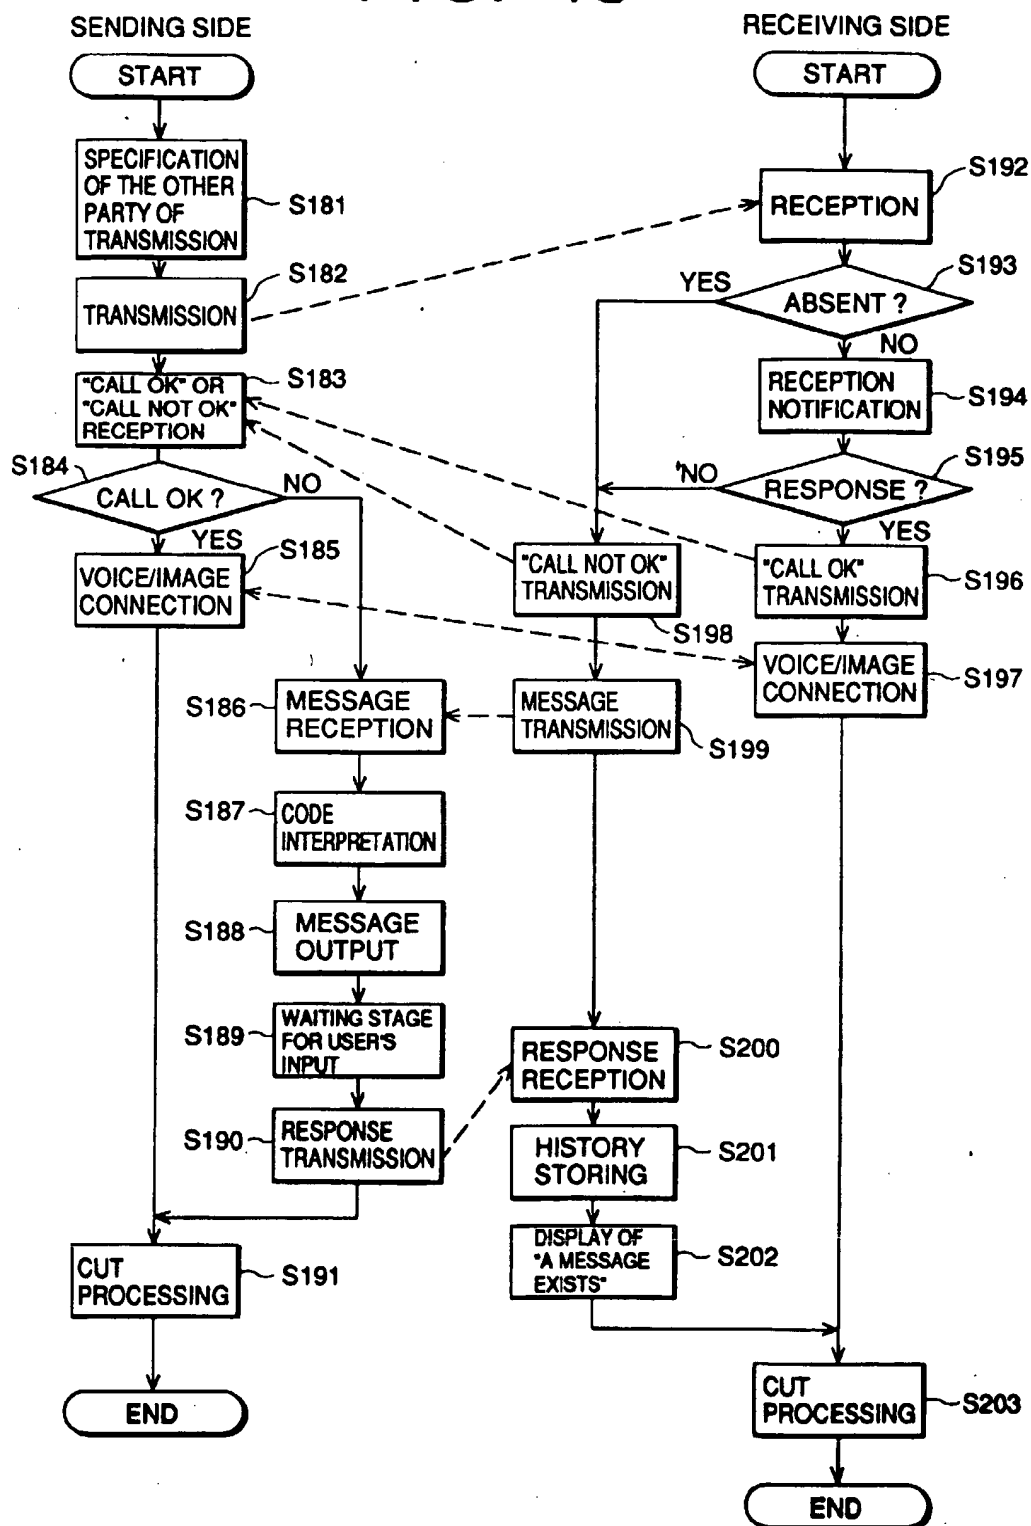 SENDING SIDE
START
SPECIFICATION
OF THE OTHER
PARTY OF
TRANSMISSION
S181
TRANSMISSION
S182
"CALL OK" OR
"CALL NOT OK"
RECEPTION
S183
S184
CALL OK ?
NO
YES
VOICE/IMAGE
CONNECTION
S185
S186
MESSAGE
RECEPTION
S187
CODE
INTERPRETATION
S188
MESSAGE
OUTPUT
S189
WAITING STAGE
FOR USER'S
INPUT
S190
RESPONSE
TRANSMISSION
CUT
PROCESSING
S191
END
RECEIVING SIDE
START
RECEPTION
S192
ABSENT ?
S193
YES
NO
RECEPTION
NOTIFICATION
S194
RESPONSE ?
S195
NO
YES
"CALL OK"
TRANSMISSION
S196
VOICE/IMAGE
CONNECTION
S197
"CALL NOT OK"
TRANSMISSION
S198
MESSAGE
TRANSMISSION
S199
RESPONSE
RECEPTION
S200
HISTORY
STORING
S201
DISPLAY OF
"A MESSAGE
EXISTS"
S202
CUT
PROCESSING
S203
END